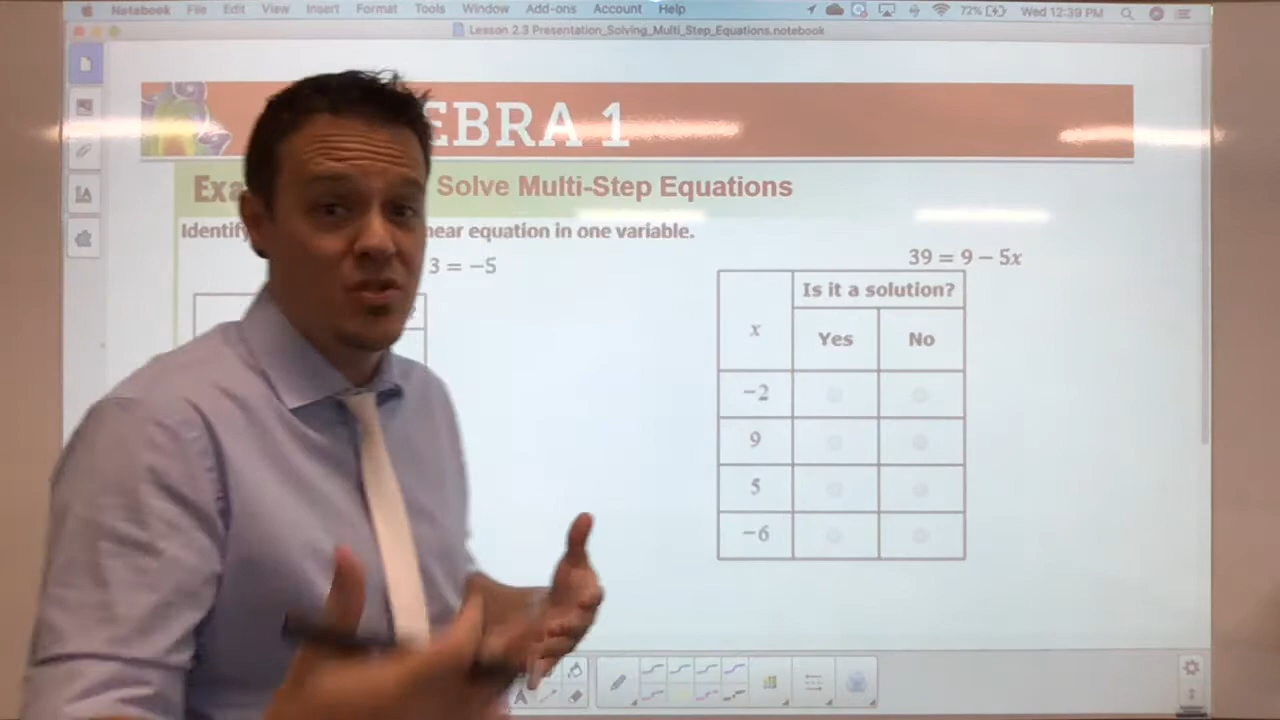 Notebook File Edit View Insert Format Tools Window Add-ons Account Help 72% Wed 12:39 PM
Lesson 2.3 Presentation_Solving_Multi_Step_Equations.notebook
EBRA 1
Exa Solve Multi-Step Equations
Identify near equation in one variable.
3 = −5
39 = 9 − 5x
Is it a solution?
x
Yes No
−2
9
5
−6